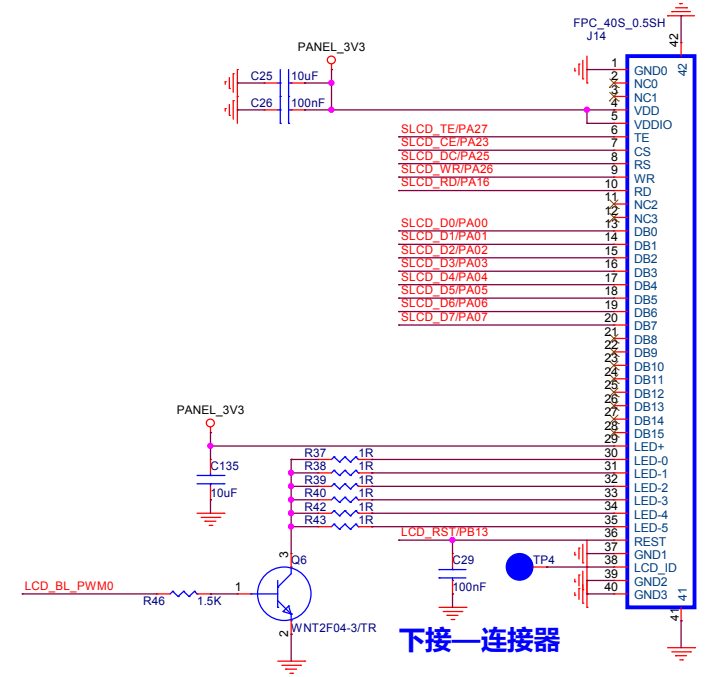 FPC_40S_0.5SH
J14
42
PANEL_3V3
C25 10uF
C26 100nF
1 GND0 42
2 NC0
3 NC1
4 VDD
5 VDDIO
SLCD_TE/PA27 6 TE
SLCD_CE/PA23 7 CS
SLCD_DC/PA25 8 RS
SLCD_WR/PA26 9 WR
SLCD_RD/PA16 10 RD
11 NC2
12 NC3
SLCD_D0/PA00 13 DB0
SLCD_D1/PA01 14 DB1
SLCD_D2/PA02 15 DB2
SLCD_D3/PA03 16 DB3
SLCD_D4/PA04 17 DB4
SLCD_D5/PA05 18 DB5
SLCD_D6/PA06 19 DB6
SLCD_D7/PA07 20 DB7
21 DB8
22 DB9
23 DB10
24 DB11
25 DB12
26 DB13
27 DB14
28 DB15
PANEL_3V3
29 LED+
R37 1R 30 LED-0
R38 1R 31 LED-1
R39 1R 32 LED-2
R40 1R 33 LED-3
R42 1R 34 LED-4
R43 1R 35 LED-5
C135
10uF
LCD_RST/PB13 36 REST
37 GND1
38 LCD_ID
39 GND2
40 GND3 41
C29
100nF
TP4
3
Q6
LCD_BL_PWM0
R46 1.5K
1
2
WNT2F04-3/TR
41
下接—连接器